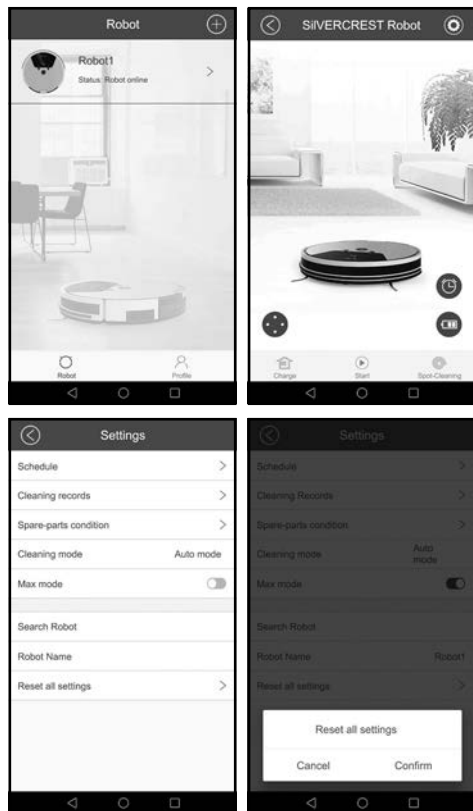 Robot
Robot1
Status: Robot online
Robot
Profile
SilVERCREST Robot
Charge
Start
Spot-Cleaning
Settings
Schedule
Cleaning records
Spare-parts condition
Cleaning mode Auto mode
Max mode
Search Robot
Robot Name
Reset all settings
Settings
Schedule
Cleaning Records
Spare-parts condition
Cleaning mode Auto
mode
Max mode
Search Robot
Robot Name Robot1
Reset all settings
Reset all settings
Cancel Confirm